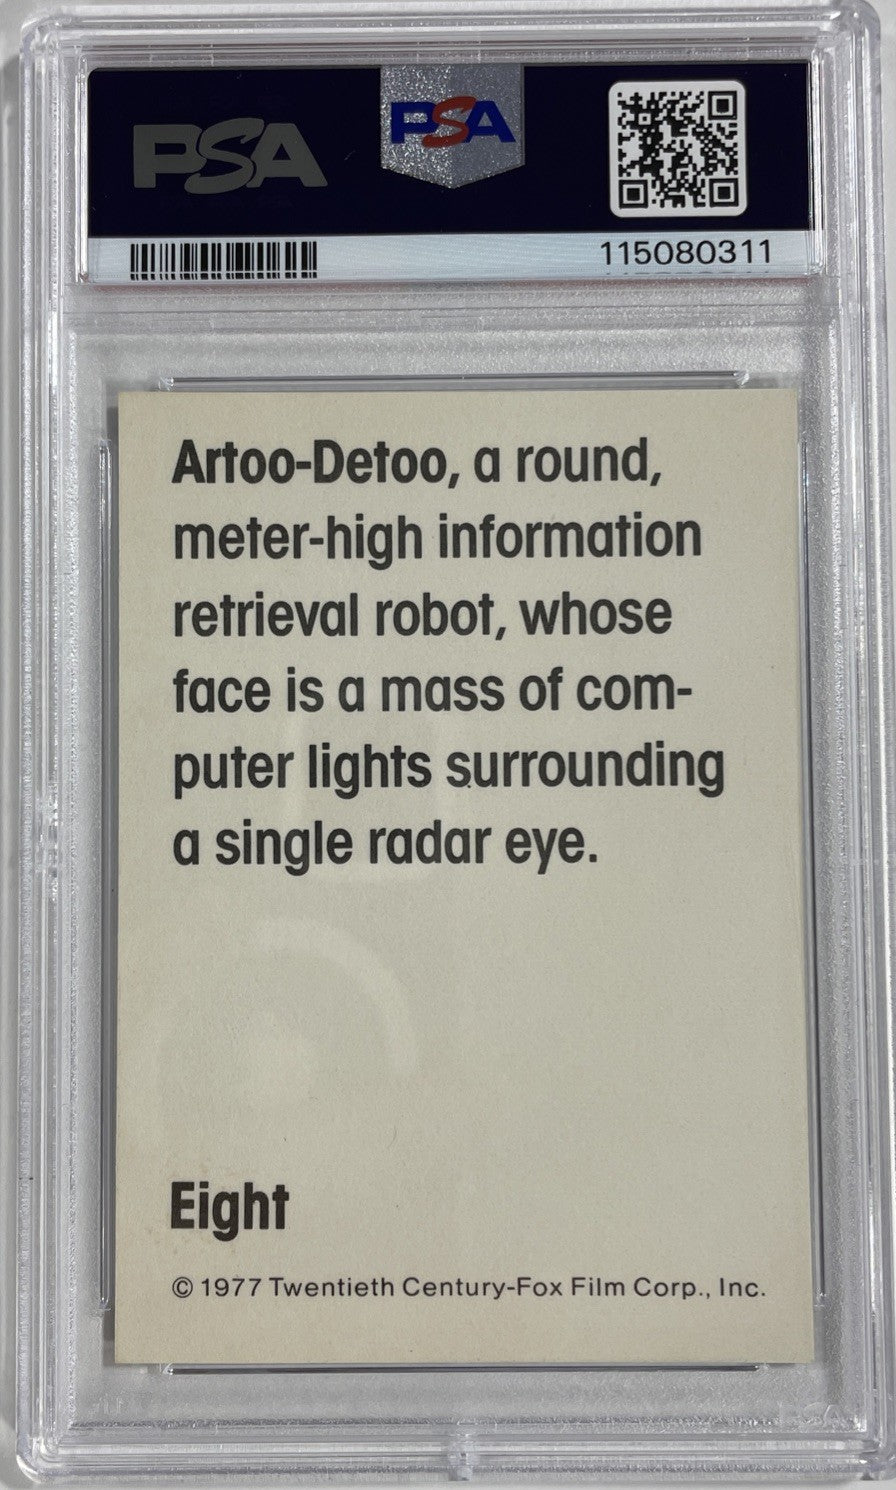 PSA
PSA
115080311
Artoo-Detoo, a round,
meter-high information
retrieval robot, whose
face is a mass of com-
puter lights surrounding
a single radar eye.
Eight
© 1977 Twentieth Century-Fox Film Corp., Inc.
PSA